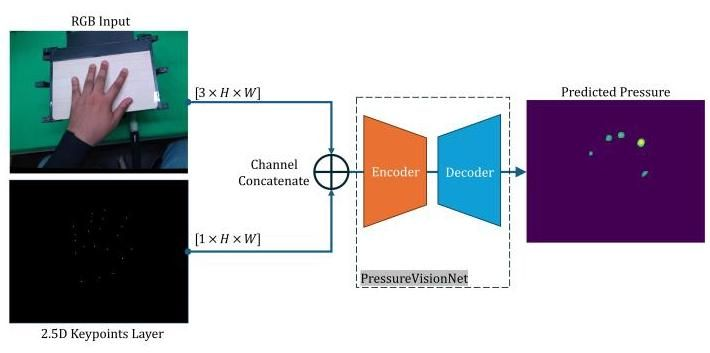 RGB Input
[3 × H × W]
Channel
Concatenate
Encoder
Decoder
Predicted Pressure
[1 × H × W]
PressureVisionNet
2.5D Keypoints Layer